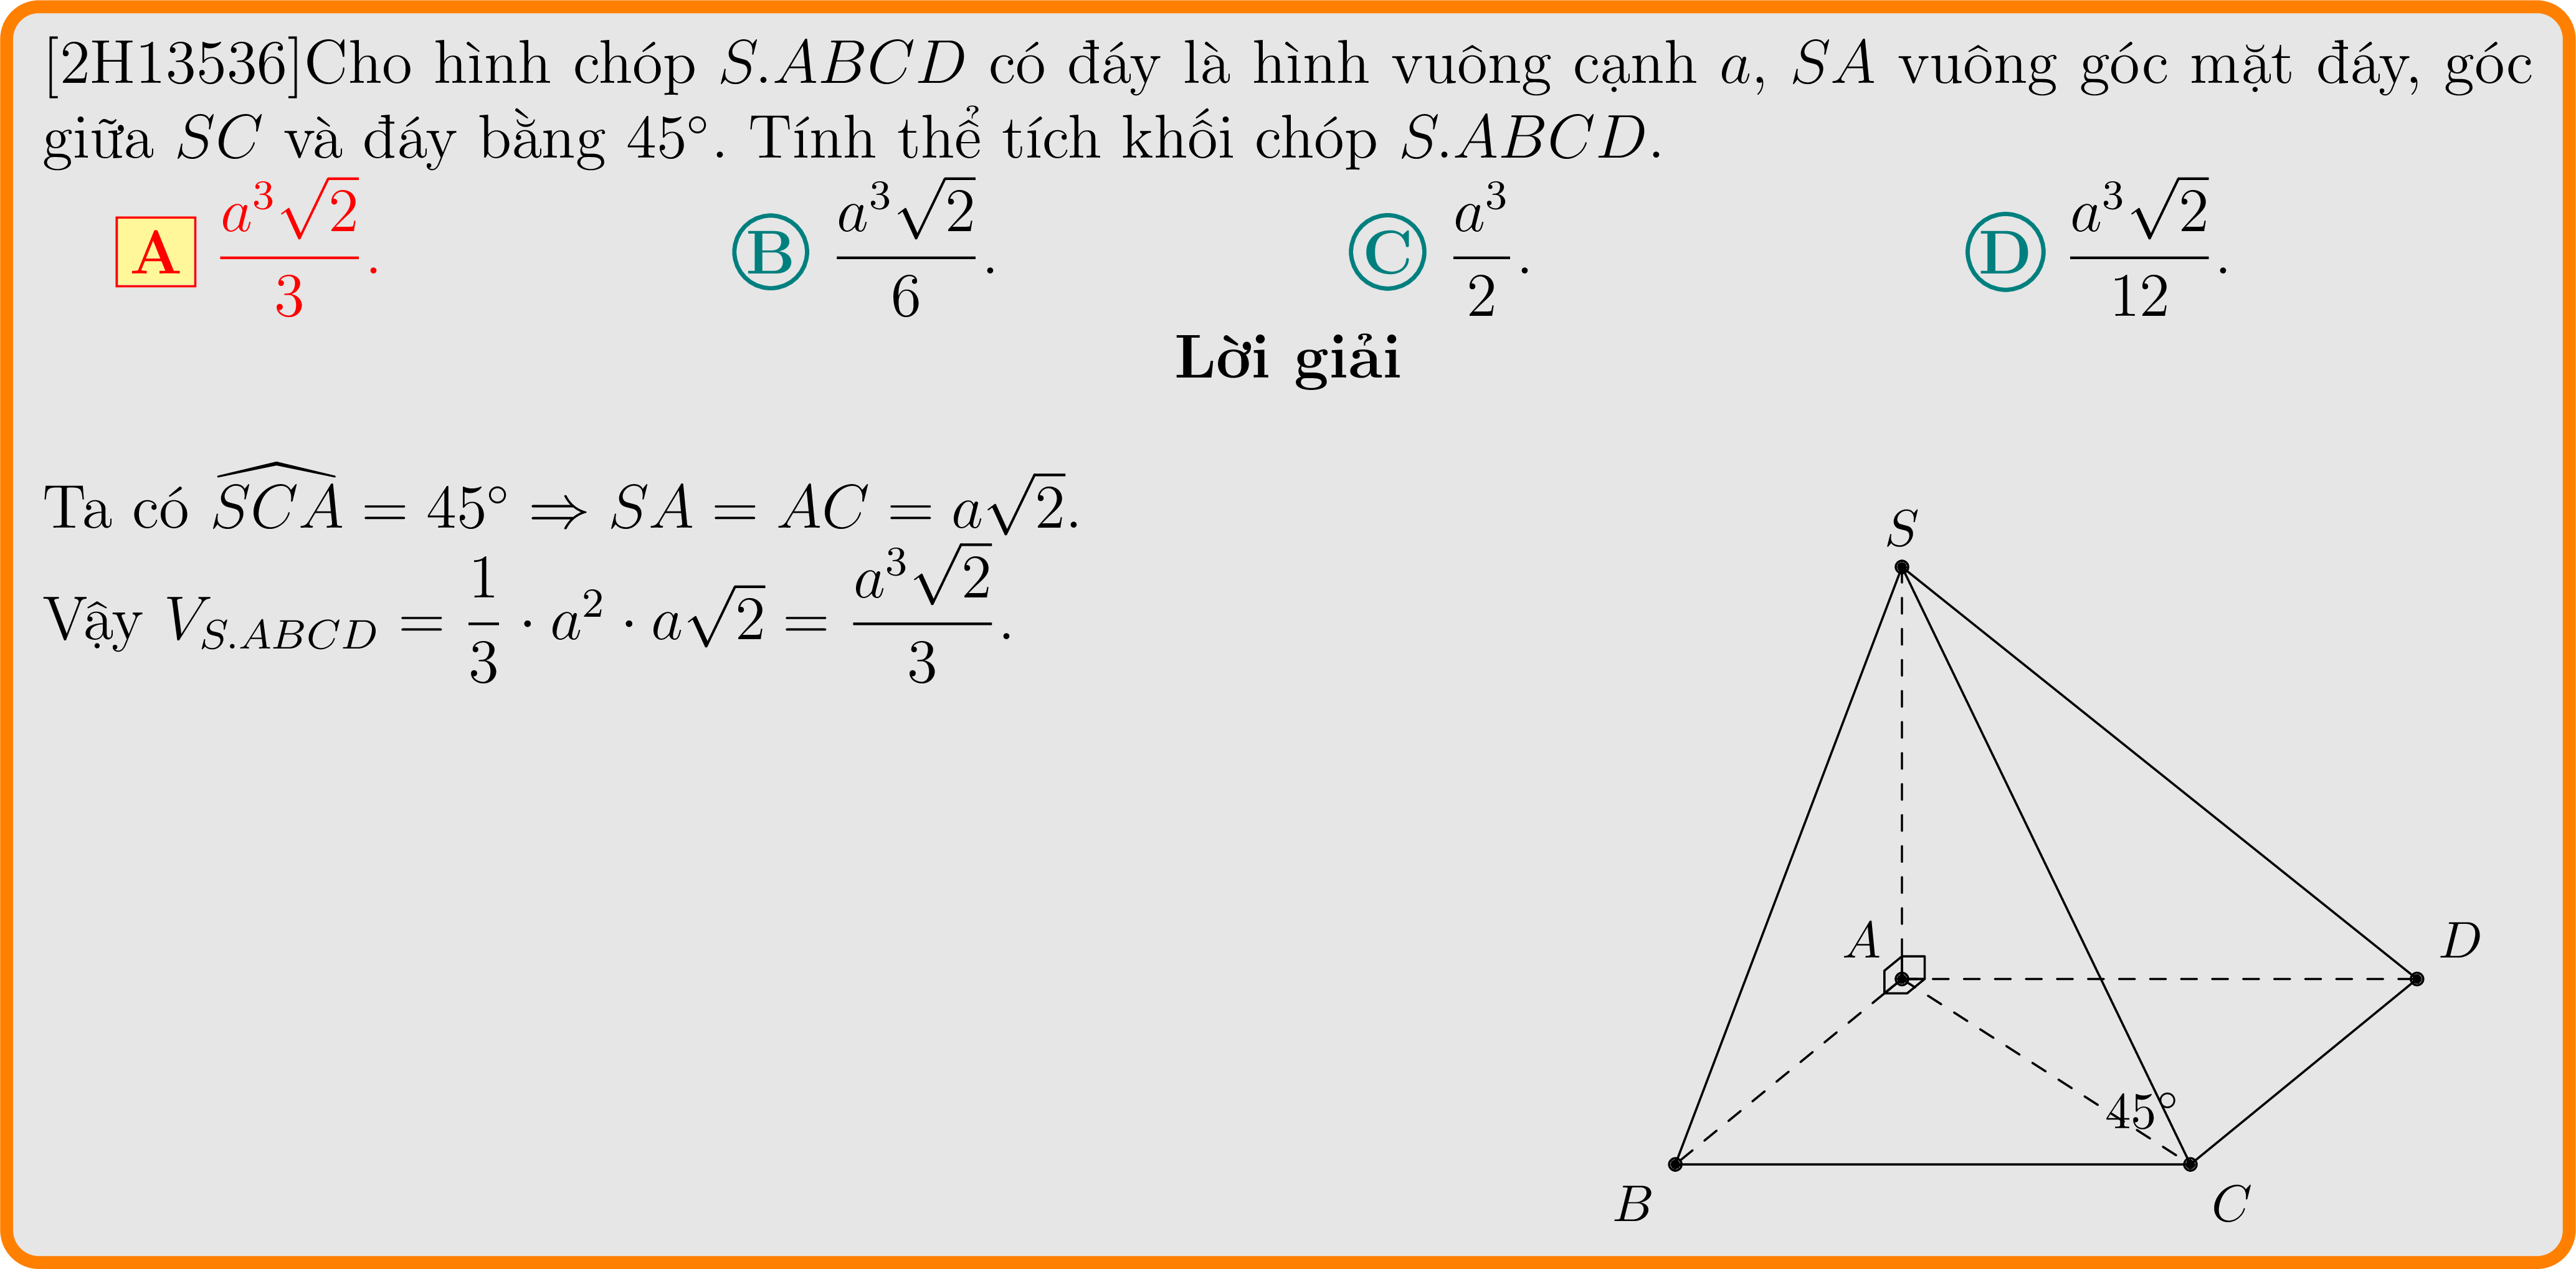 [2H13536]Cho hình chóp S.ABCD có đáy là hình vuông cạnh a, SA vuông góc mặt đáy, góc
giữa SC và đáy bằng 45°. Tính thể tích khối chóp S.ABCD.
A $\frac{a^3\sqrt{2}}{3}$. B $\frac{a^3\sqrt{2}}{6}$. C $\frac{a^3}{2}$. D $\frac{a^3\sqrt{2}}{12}$.
Lời giải
Ta có $\widehat{SCA} = 45° \Rightarrow SA = AC = a\sqrt{2}$.
Vậy $V_{S.ABCD} = \frac{1}{3} \cdot a^2 \cdot a\sqrt{2} = \frac{a^3\sqrt{2}}{3}$.
S
A
D
45°
B
C